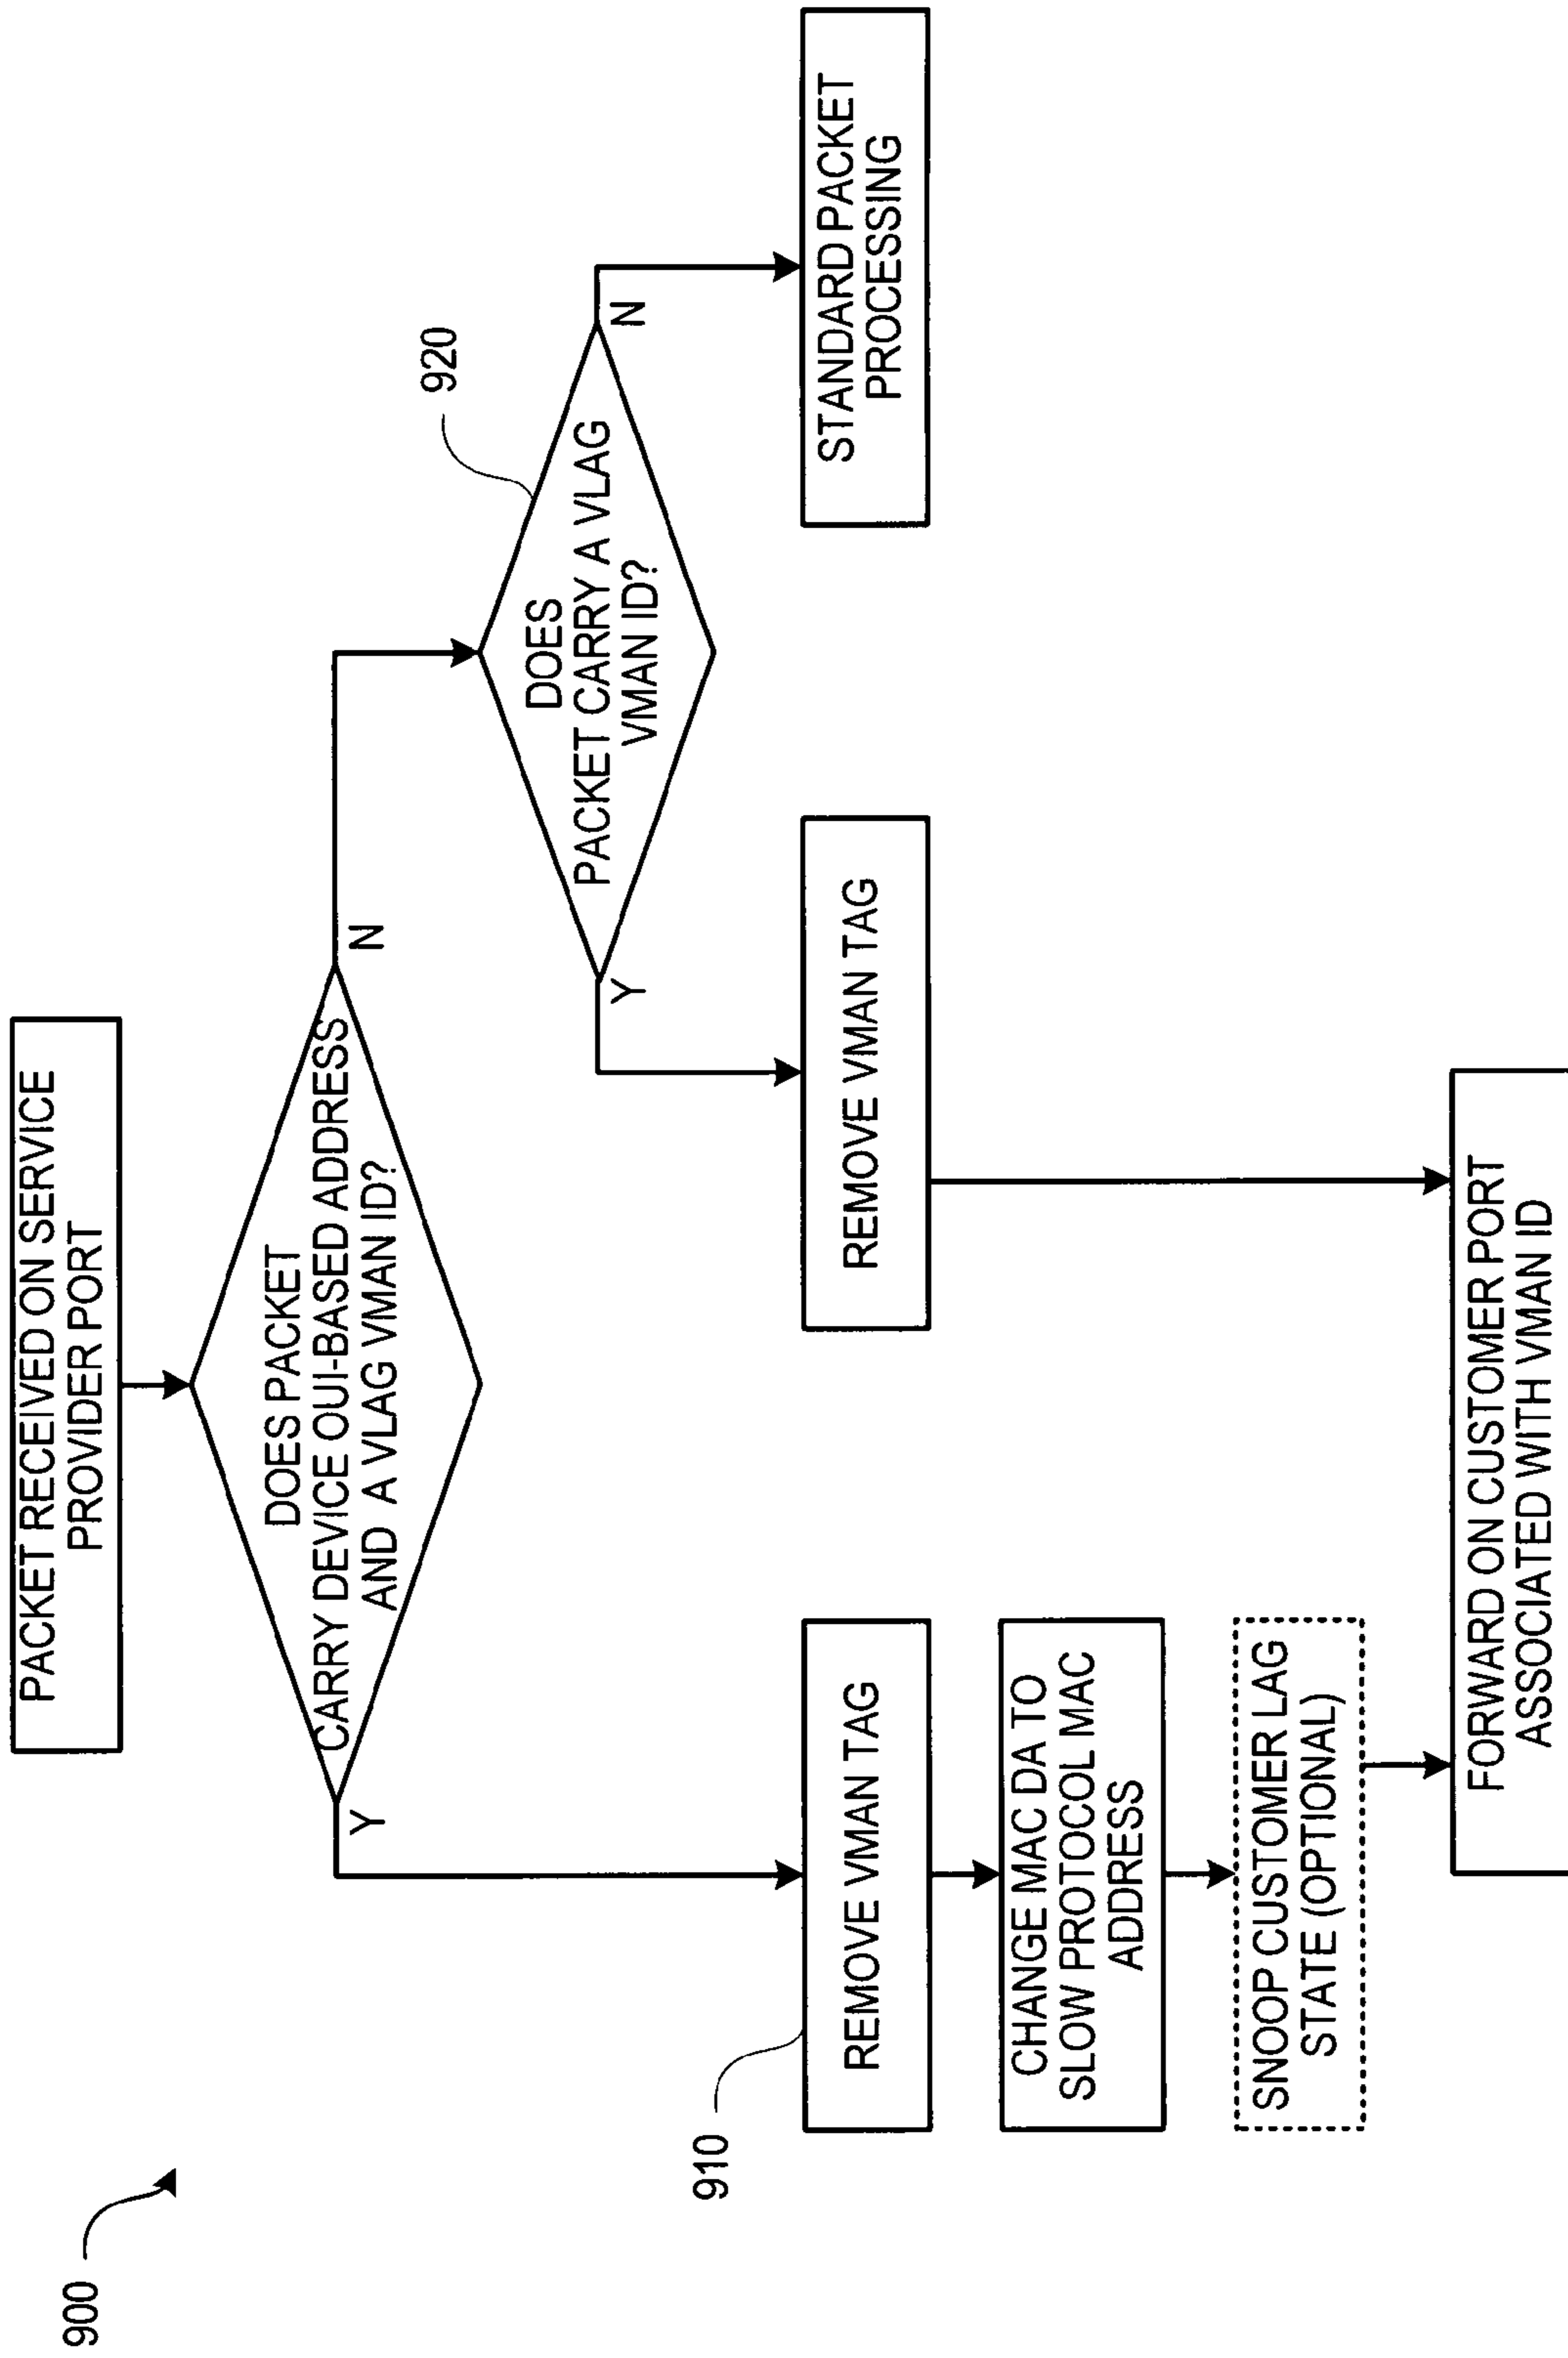 900
PACKET RECEIVED ON SERVICE
PROVIDER PORT
DOES PACKET
CARRY DEVICE OUI-BASED ADDRESS
AND A VLAG VMAN ID?
Y
N
920
DOES
PACKET CARRY A VLAG
VMAN ID?
Y
N
910
REMOVE VMAN TAG
REMOVE VMAN TAG
STANDARD PACKET
PROCESSING
CHANGE MAC DA TO
SLOW PROTOCOL MAC
ADDRESS
SNOOP CUSTOMER LAG
STATE (OPTIONAL)
FORWARD ON CUSTOMER PORT
ASSOCIATED WITH VMAN ID